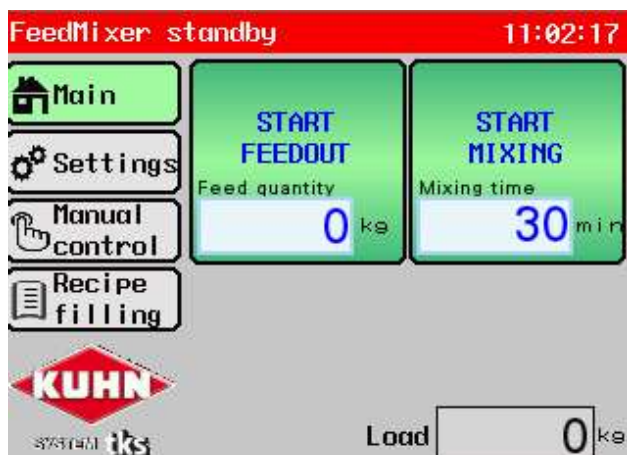 FeedMixer standby 11:02:17
Main
Settings
Manual
control
Recipe
filling
START
FEEDOUT
Feed quantity
0 kg
START
MIXING
Mixing time
30 min
KUHN
SYSTEM tks
Load 0 kg